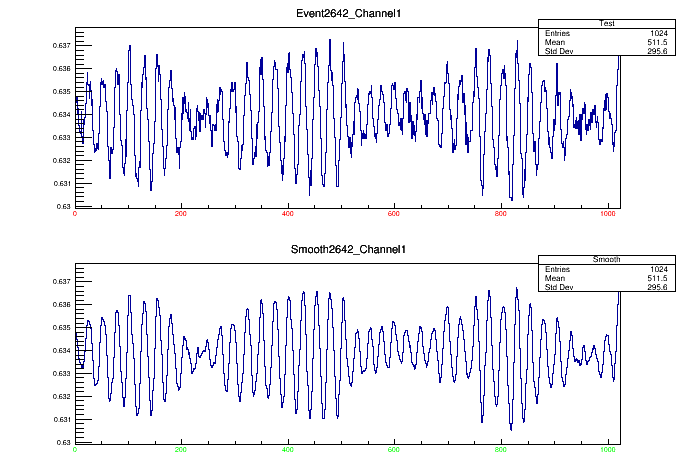 Event2642_Channel1
Test
Entries 1024
Mean 511.5
Std Dev 295.6
0.637
0.636
0.635
0.634
0.633
0.632
0.631
0.63
0 200 400 600 800 1000
Smooth2642_Channel1
Smooth
Entries 1024
Mean 511.5
Std Dev 295.6
0.637
0.636
0.635
0.634
0.633
0.632
0.631
0.63
0 200 400 600 800 1000